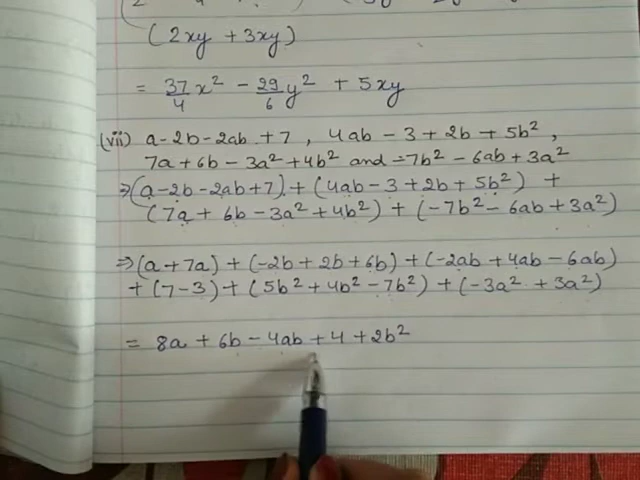 (2xy + 3xy)
= 37/4 x² - 29/6 y² + 5xy
(vii) a-2b-2ab+7, 4ab-3+2b+5b²,
7a+6b-3a²+4b² and -7b²-6ab+3a²
⇒(a-2b-2ab+7)+(4ab-3+2b+5b²) +
(7a+6b-3a²+4b²)+(-7b²-6ab+3a²)
⇒(a+7a)+(-2b+2b+6b)+(-2ab+4ab-6ab)
+(7-3)+(5b²+4b²-7b²)+(-3a²+3a²)
= 8a+6b-4ab+4+2b²